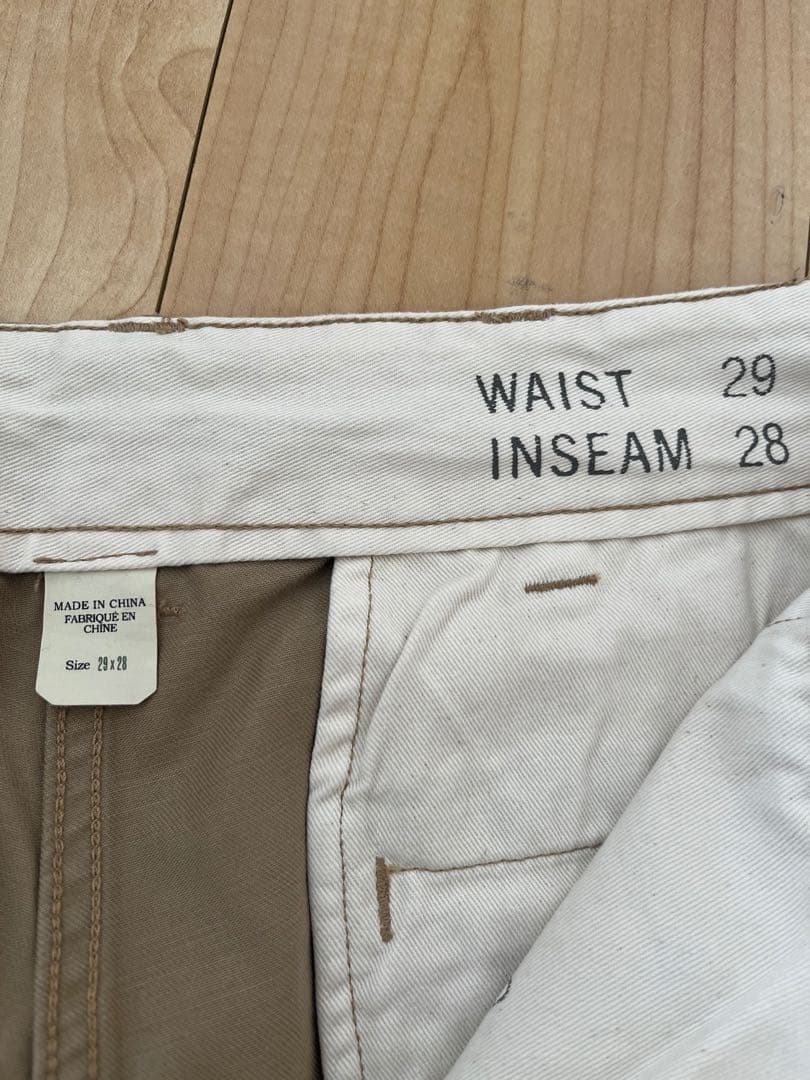 WAIST 29
INSEAM 28
MADE IN CHINA
FABRIQUÉ EN
CHINE
Size 29 x 28